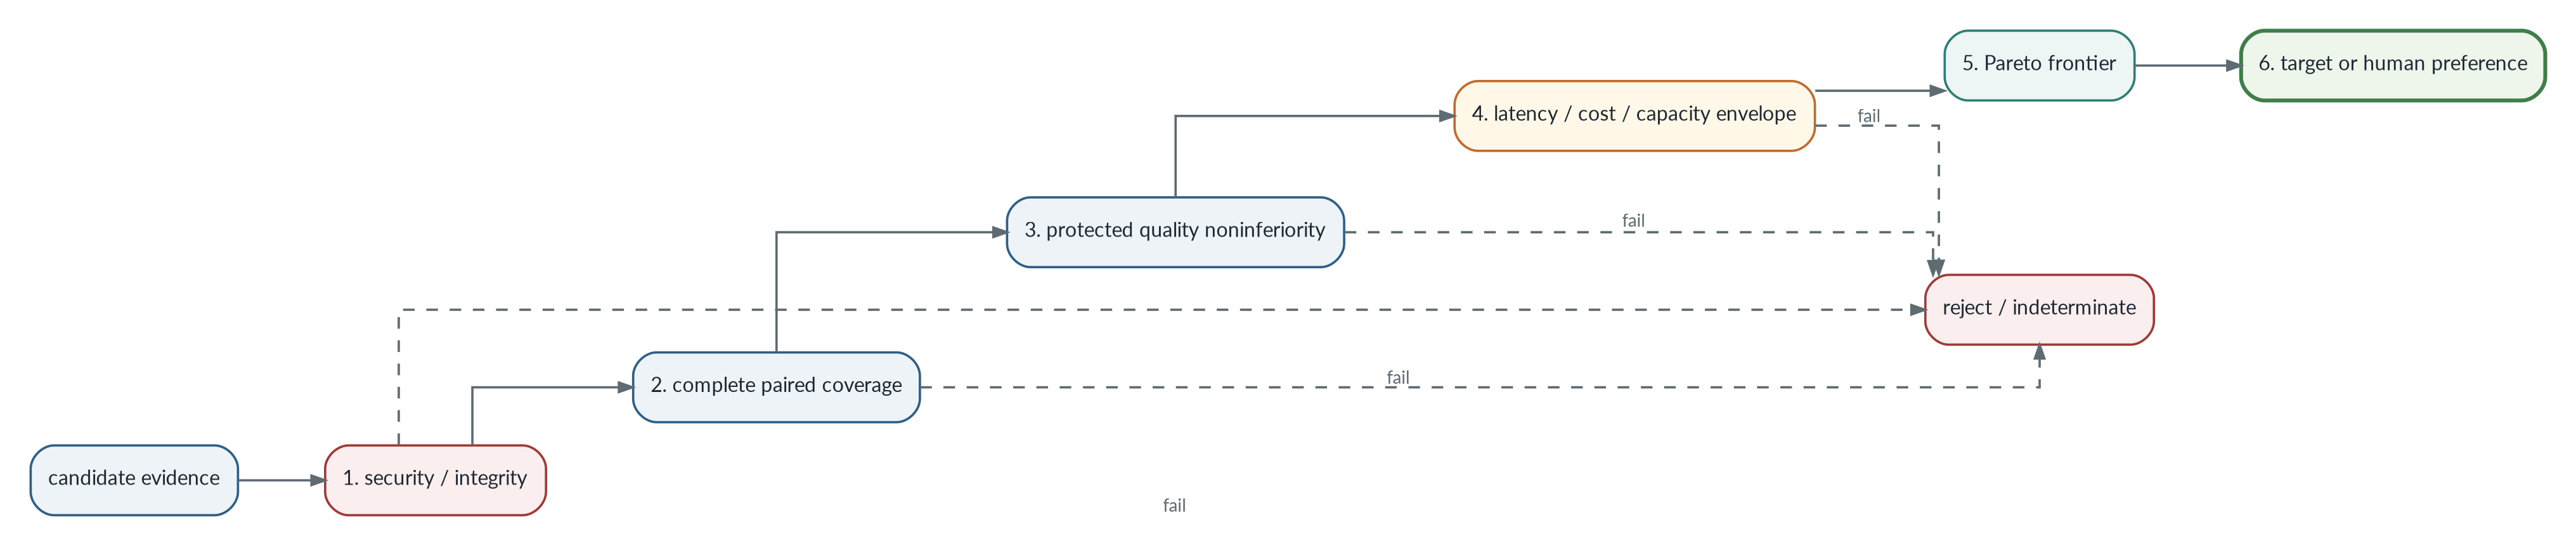 candidate evidence
1. security / integrity
2. complete paired coverage
3. protected quality noninferiority
4. latency / cost / capacity envelope
5. Pareto frontier
6. target or human preference
reject / indeterminate
fail
fail
fail
fail